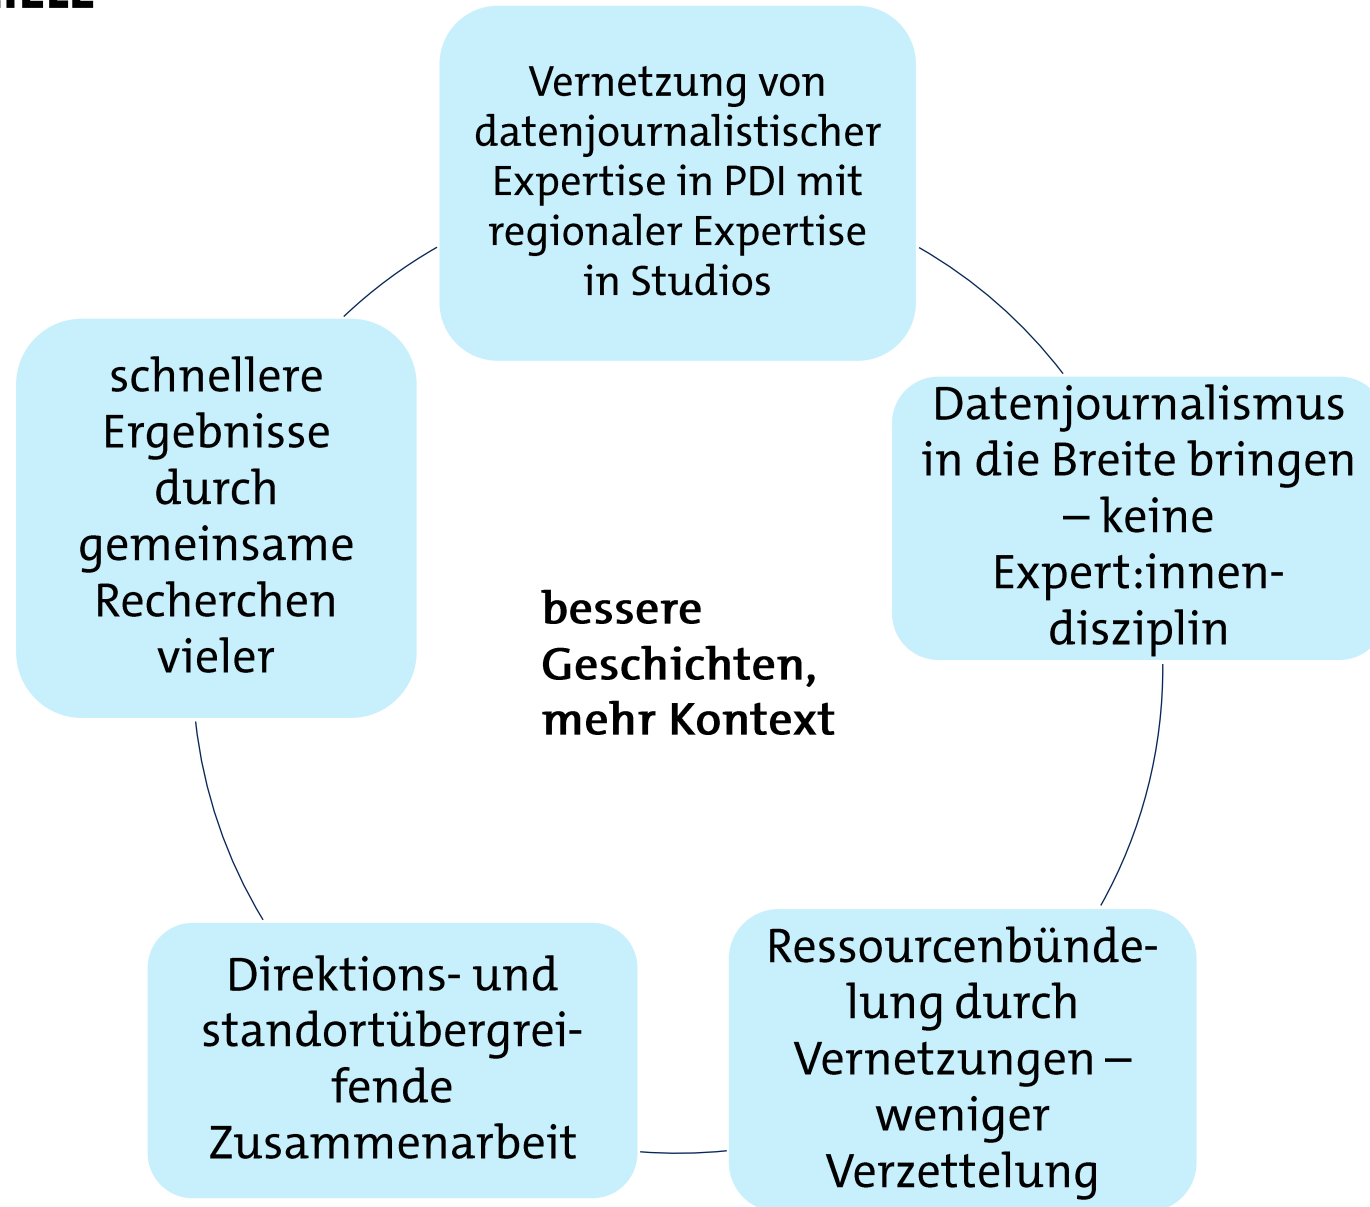 Vernetzung von
datenjournalistischer
Expertise in PDI mit
regionaler Expertise
in Studios
Datenjournalismus
in die Breite bringen
– keine
Expert:innen-
disziplin
Ressourcenbünde-
lung durch
Vernetzungen –
weniger
Verzettelung
Direktions- und
standortübergrei-
fende
Zusammenarbeit
schnellere
Ergebnisse
durch
gemeinsame
Recherchen
vieler
bessere
Geschichten,
mehr Kontext